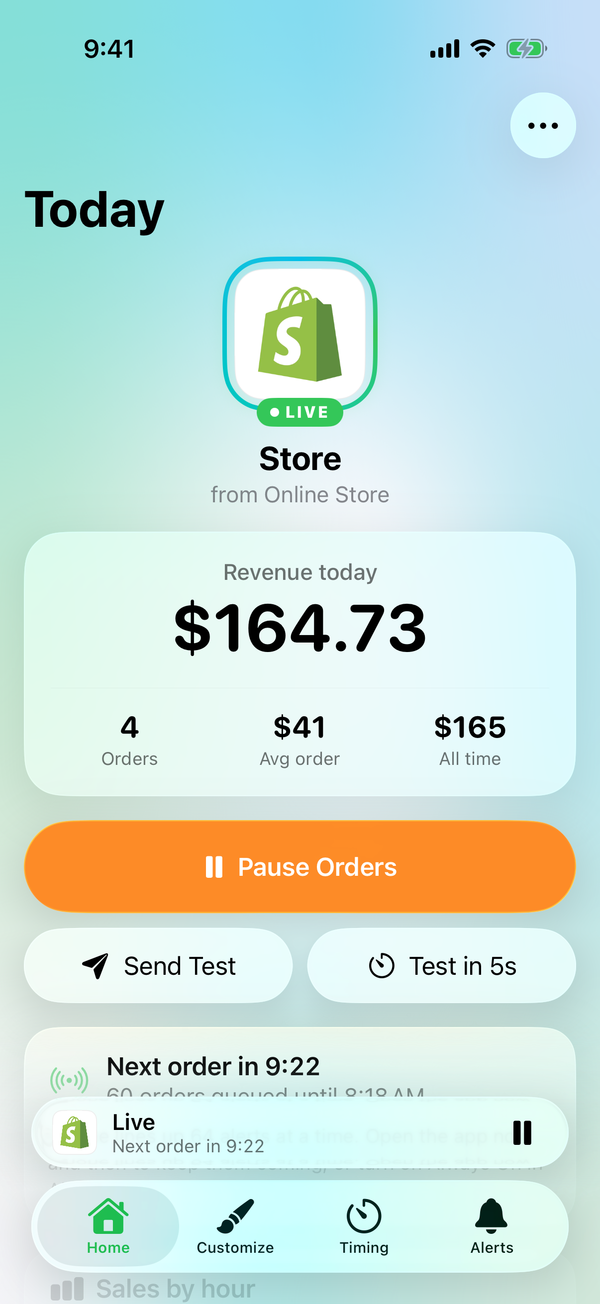 9:41
Today
S
LIVE
Store
from Online Store
Revenue today
$164.73
4
Orders
$41
Avg order
$165
All time
Pause Orders
Send Test
Test in 5s
Next order in 9:22
60 orders queued until 8:18 AM
Live
Next order in 9:22
Home
Customize
Timing
Alerts
Sales by hour